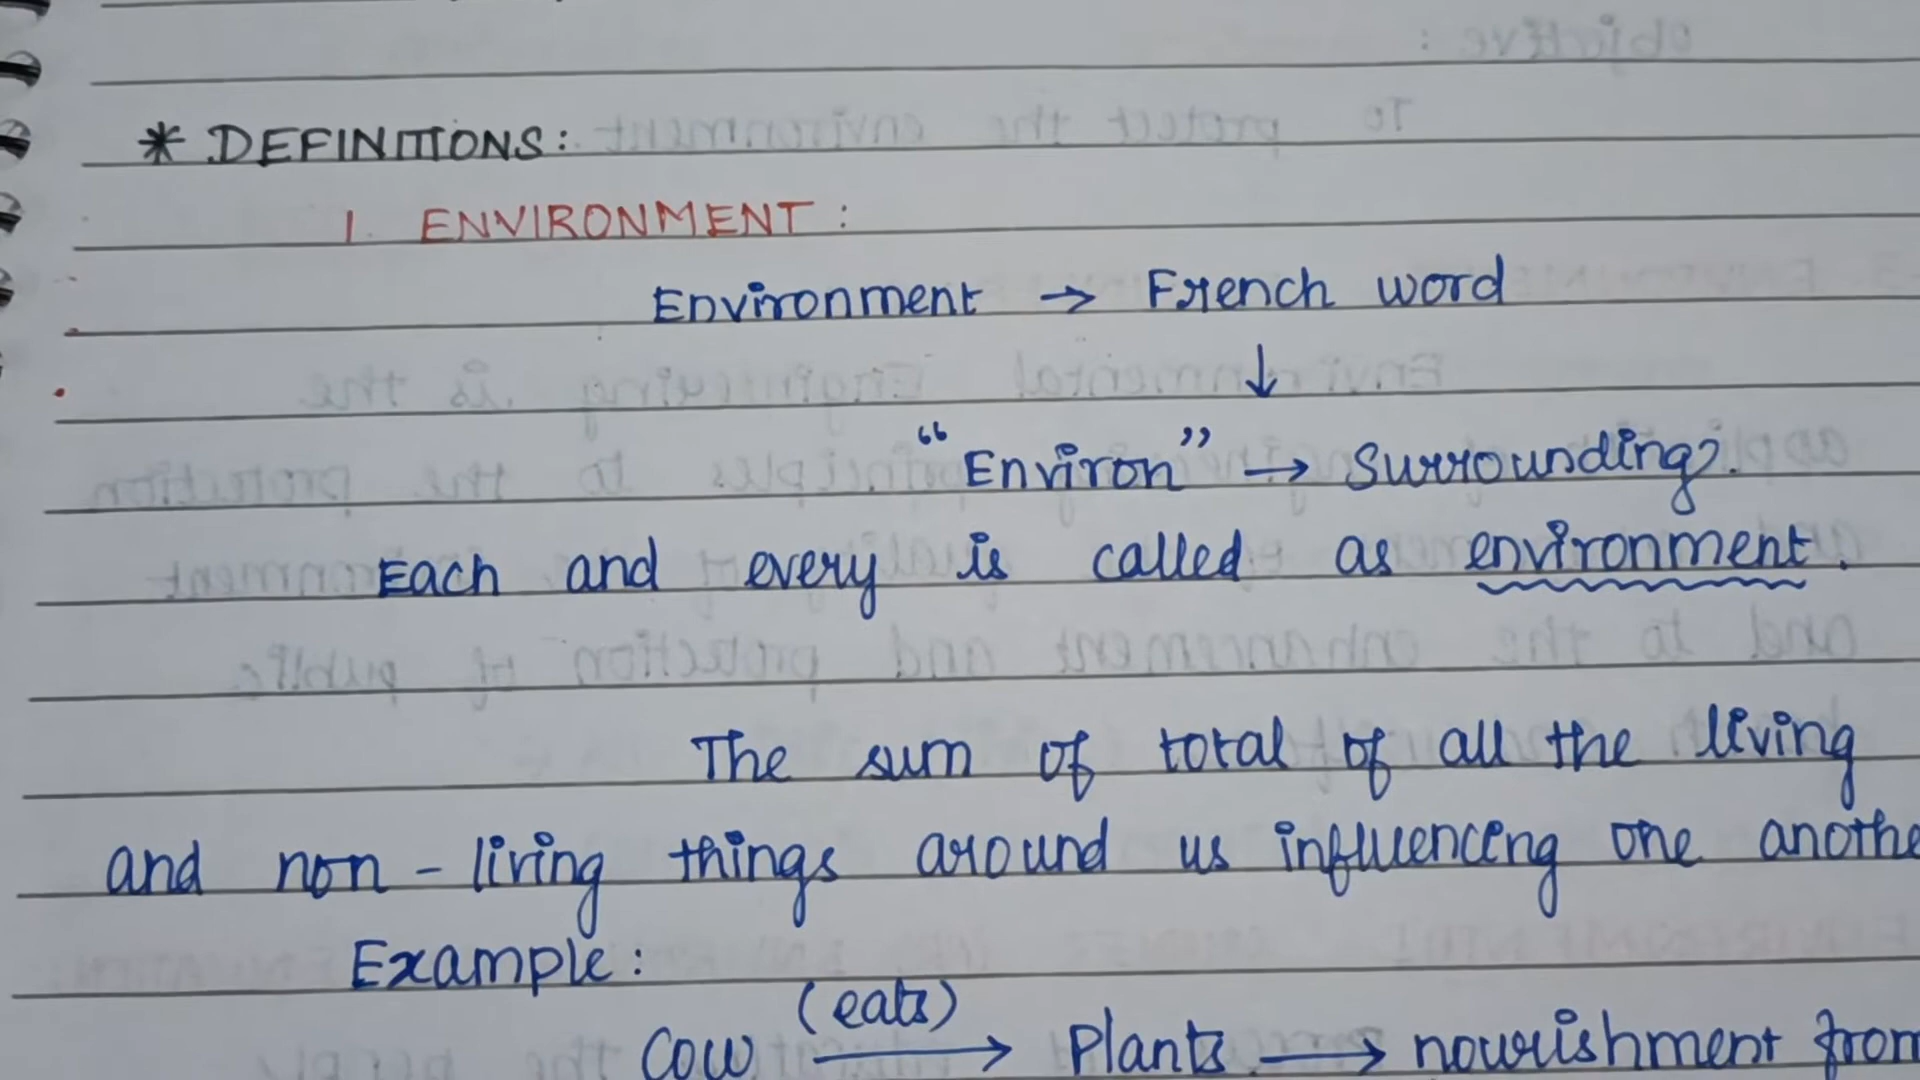 * DEFINITIONS:
1. ENVIRONMENT :
Environment → French word
↓
"Environ" → Surroundings.
Each and every is called as environment.
The sum of total of all the living
and non-living things around us influencing one anothe
Example:
(eats)
Cow → Plants → nourishment from